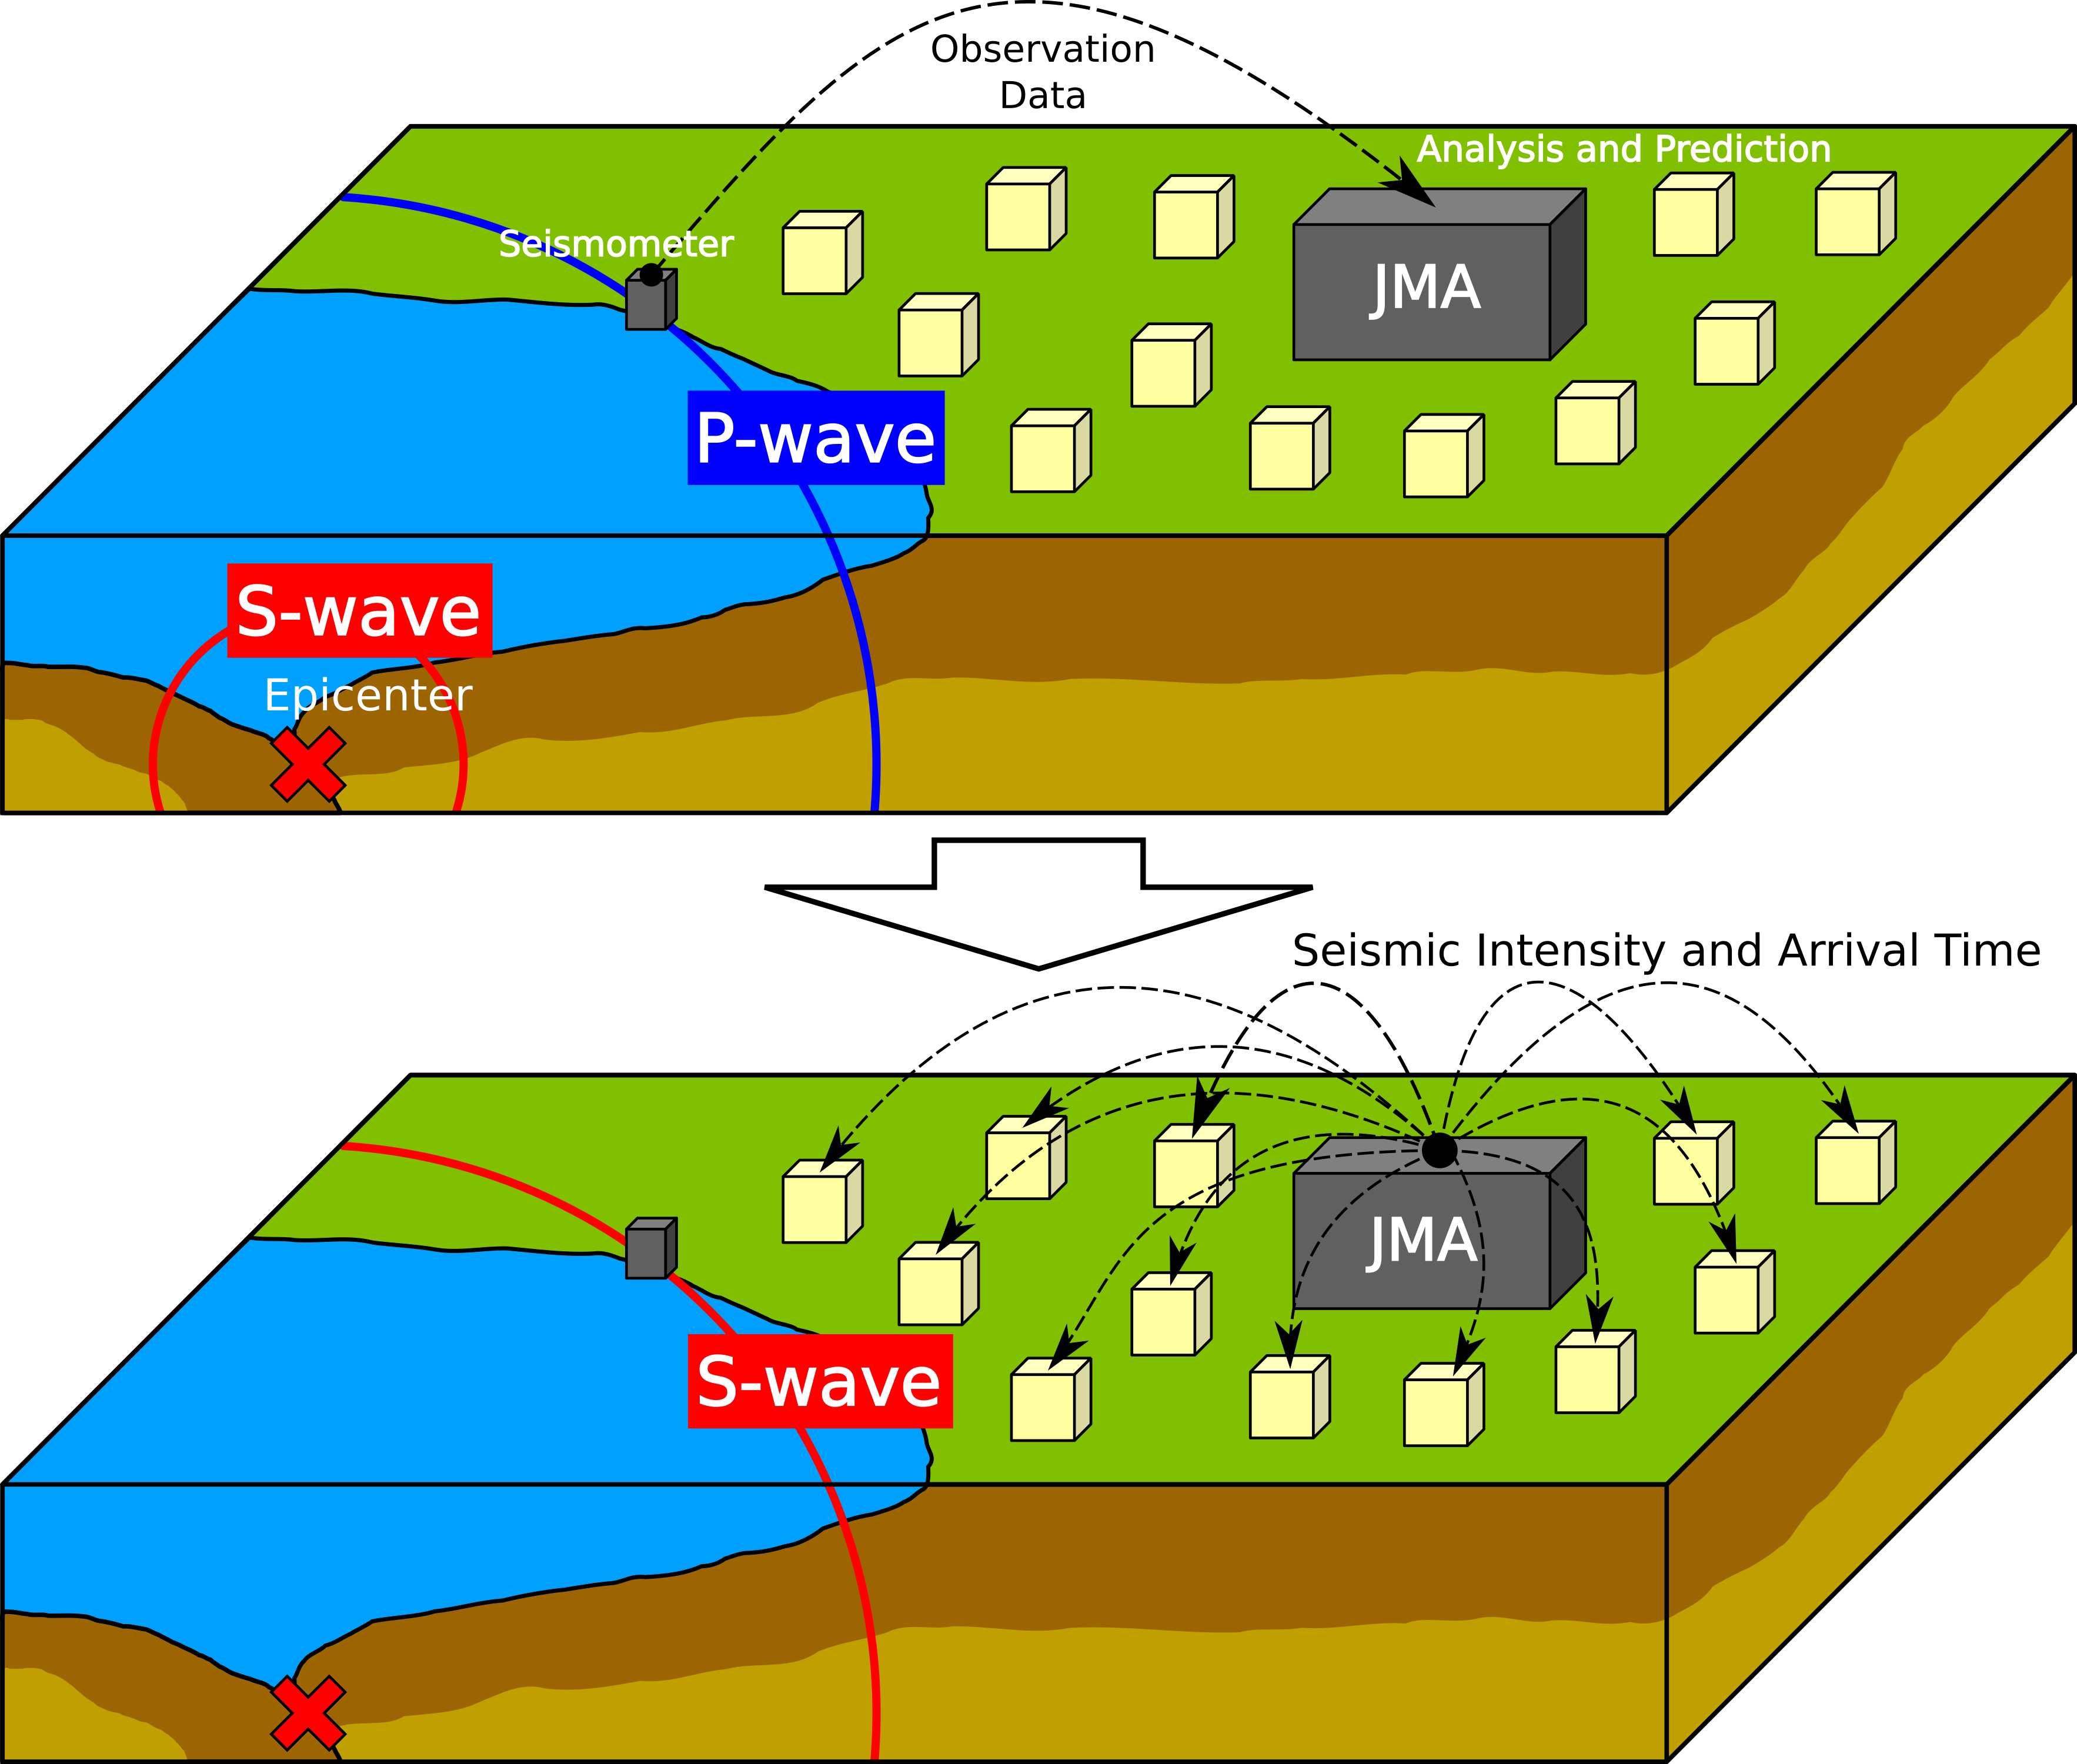 Observation
Data
Analysis and Prediction
Seismometer
JMA
P-wave
S-wave
Epicenter
Seismic Intensity and Arrival Time
JMA
S-wave